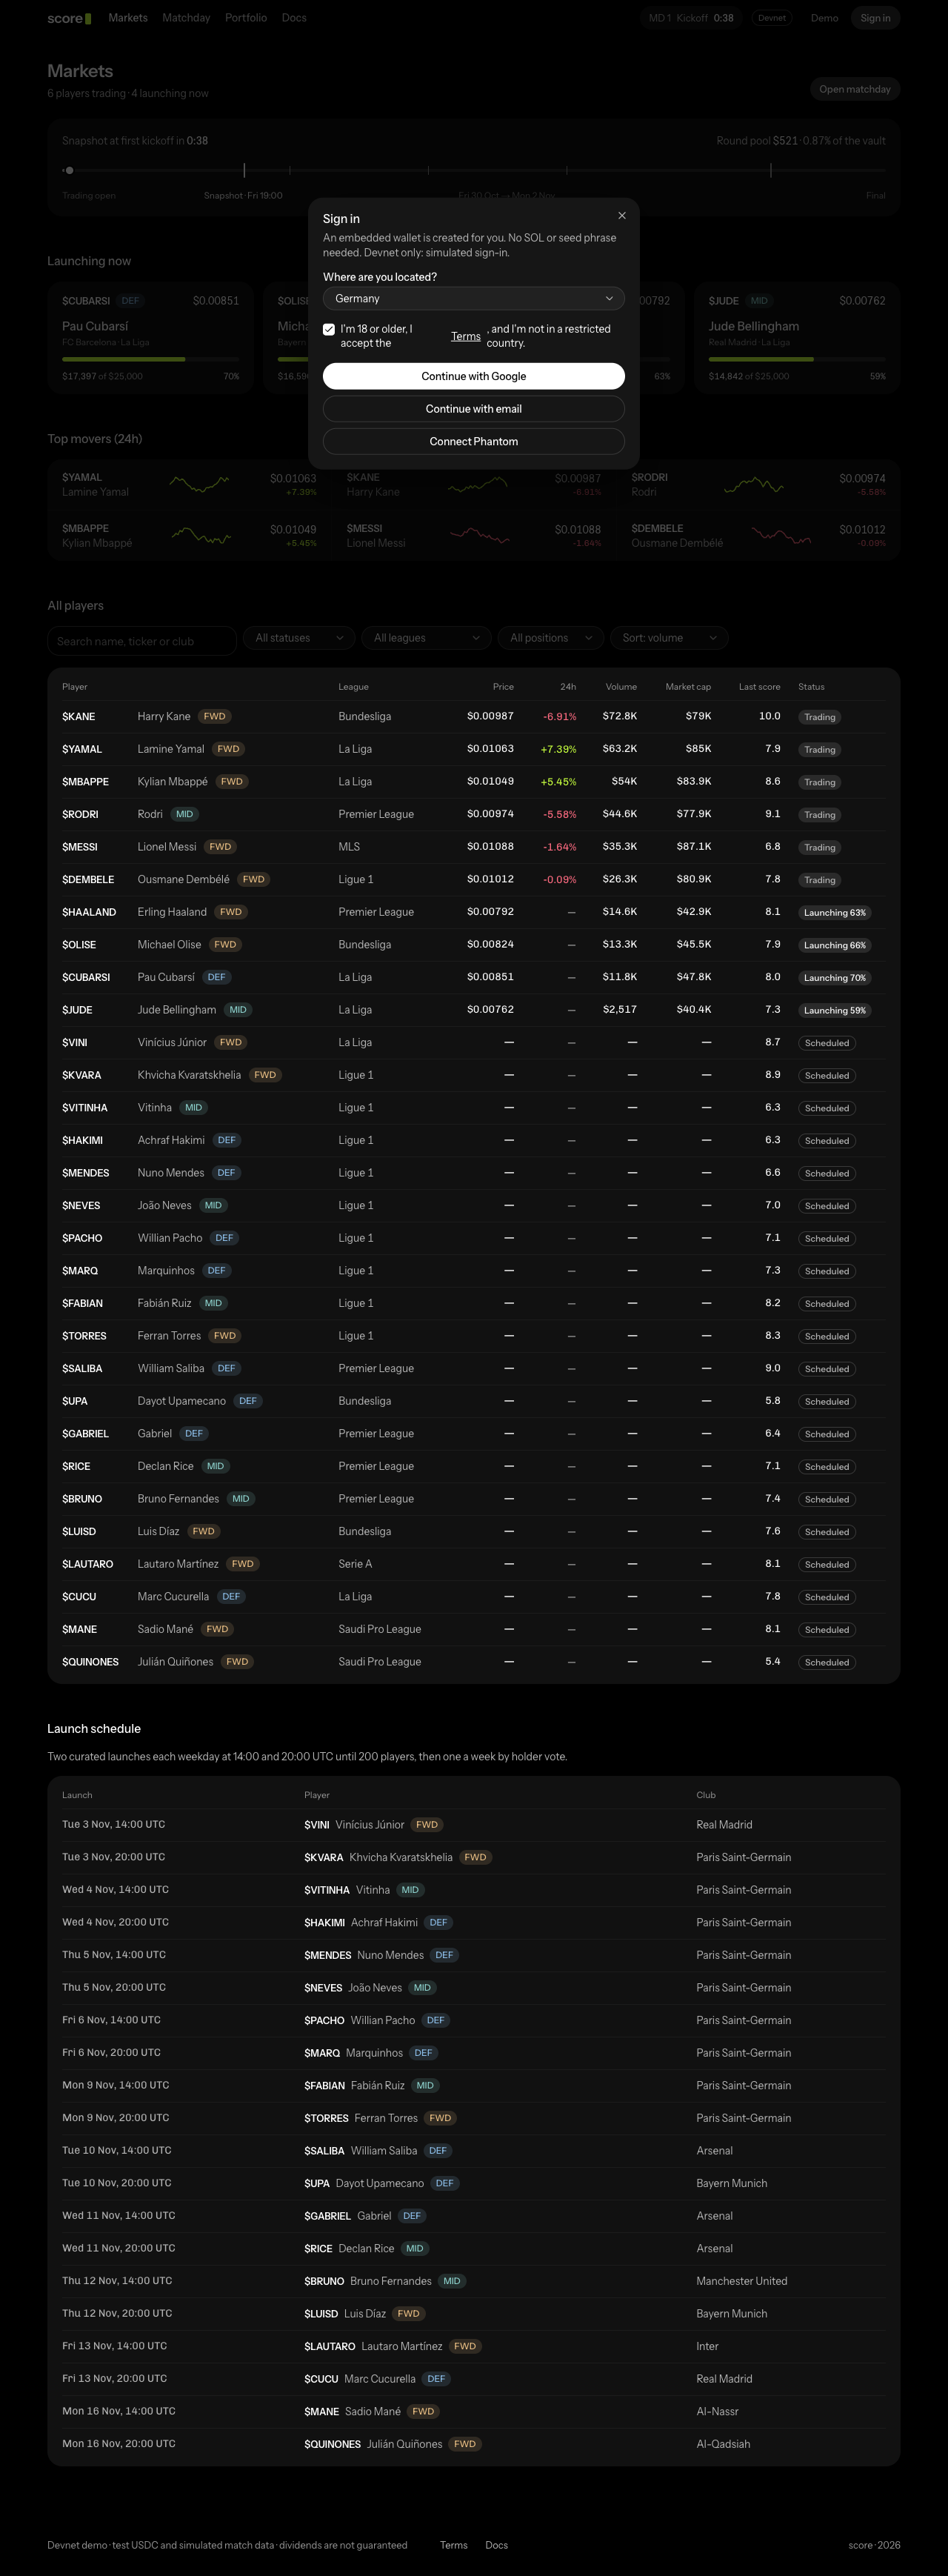 score Markets Matchday Portfolio Docs MD 1 Kickoff 0:38 Devnet Demo Sign in
Markets
6 players trading · 4 launching now
Open matchday
Snapshot at first kickoff in 0:38 Round pool $521 · 0.87% of the vault
Trading open Snapshot · Fri 19:00 Fri 30 Oct → Mon 2 Nov Final
Sign in
An embedded wallet is created for you. No SOL or seed phrase
needed. Devnet only: simulated sign-in.
Where are you located?
Germany
I'm 18 or older, I accept the Terms, and I'm not in a restricted country.
Continue with Google
Continue with email
Connect Phantom
Launching now
$CUBARSI DEF $0.00851
Pau Cubarsí
FC Barcelona · La Liga
$17,397 of $25,000 70%
63%
$JUDE MID $0.00762
Jude Bellingham
Real Madrid · La Liga
$14,842 of $25,000 59%
Top movers (24h)
$YAMAL $0.01063
Lamine Yamal +7.39%
$KANE $0.00987
Harry Kane -6.91%
$RODRI $0.00974
Rodri -5.58%
$MBAPPE $0.01049
Kylian Mbappé +5.45%
$MESSI $0.01088
Lionel Messi -1.64%
$DEMBELE $0.01012
Ousmane Dembélé -0.09%
All players
Search name, ticker or club All statuses All leagues All positions Sort: volume
Player League Price 24h Volume Market cap Last score Status
$KANE Harry Kane FWD Bundesliga $0.00987 -6.91% $72.8K $79K 10.0 Trading
$YAMAL Lamine Yamal FWD La Liga $0.01063 +7.39% $63.2K $85K 7.9 Trading
$MBAPPE Kylian Mbappé FWD La Liga $0.01049 +5.45% $54K $83.9K 8.6 Trading
$RODRI Rodri MID Premier League $0.00974 -5.58% $44.6K $77.9K 9.1 Trading
$MESSI Lionel Messi FWD MLS $0.01088 -1.64% $35.3K $87.1K 6.8 Trading
$DEMBELE Ousmane Dembélé FWD Ligue 1 $0.01012 -0.09% $26.3K $80.9K 7.8 Trading
$HAALAND Erling Haaland FWD Premier League $0.00792 — $14.6K $42.9K 8.1 Launching 63%
$OLISE Michael Olise FWD Bundesliga $0.00824 — $13.3K $45.5K 7.9 Launching 66%
$CUBARSI Pau Cubarsí DEF La Liga $0.00851 — $11.8K $47.8K 8.0 Launching 70%
$JUDE Jude Bellingham MID La Liga $0.00762 — $2,517 $40.4K 7.3 Launching 59%
$VINI Vinícius Júnior FWD La Liga — — — — 8.7 Scheduled
$KVARA Khvicha Kvaratskhelia FWD Ligue 1 — — — — 8.9 Scheduled
$VITINHA Vitinha MID Ligue 1 — — — — 6.3 Scheduled
$HAKIMI Achraf Hakimi DEF Ligue 1 — — — — 6.3 Scheduled
$MENDES Nuno Mendes DEF Ligue 1 — — — — 6.6 Scheduled
$NEVES João Neves MID Ligue 1 — — — — 7.0 Scheduled
$PACHO Willian Pacho DEF Ligue 1 — — — — 7.1 Scheduled
$MARQ Marquinhos DEF Ligue 1 — — — — 7.3 Scheduled
$FABIAN Fabián Ruiz MID Ligue 1 — — — — 8.2 Scheduled
$TORRES Ferran Torres FWD Ligue 1 — — — — 8.3 Scheduled
$SALIBA William Saliba DEF Premier League — — — — 9.0 Scheduled
$UPA Dayot Upamecano DEF Bundesliga — — — — 5.8 Scheduled
$GABRIEL Gabriel DEF Premier League — — — — 6.4 Scheduled
$RICE Declan Rice MID Premier League — — — — 7.1 Scheduled
$BRUNO Bruno Fernandes MID Premier League — — — — 7.4 Scheduled
$LUISD Luis Díaz FWD Bundesliga — — — — 7.6 Scheduled
$LAUTARO Lautaro Martínez FWD Serie A — — — — 8.1 Scheduled
$CUCU Marc Cucurella DEF La Liga — — — — 7.8 Scheduled
$MANE Sadio Mané FWD Saudi Pro League — — — — 8.1 Scheduled
$QUINONES Julián Quiñones FWD Saudi Pro League — — — — 5.4 Scheduled
Launch schedule
Two curated launches each weekday at 14:00 and 20:00 UTC until 200 players, then one a week by holder vote.
Launch Player Club
Tue 3 Nov, 14:00 UTC $VINI Vinícius Júnior FWD Real Madrid
Tue 3 Nov, 20:00 UTC $KVARA Khvicha Kvaratskhelia FWD Paris Saint-Germain
Wed 4 Nov, 14:00 UTC $VITINHA Vitinha MID Paris Saint-Germain
Wed 4 Nov, 20:00 UTC $HAKIMI Achraf Hakimi DEF Paris Saint-Germain
Thu 5 Nov, 14:00 UTC $MENDES Nuno Mendes DEF Paris Saint-Germain
Thu 5 Nov, 20:00 UTC $NEVES João Neves MID Paris Saint-Germain
Fri 6 Nov, 14:00 UTC $PACHO Willian Pacho DEF Paris Saint-Germain
Fri 6 Nov, 20:00 UTC $MARQ Marquinhos DEF Paris Saint-Germain
Mon 9 Nov, 14:00 UTC $FABIAN Fabián Ruiz MID Paris Saint-Germain
Mon 9 Nov, 20:00 UTC $TORRES Ferran Torres FWD Paris Saint-Germain
Tue 10 Nov, 14:00 UTC $SALIBA William Saliba DEF Arsenal
Tue 10 Nov, 20:00 UTC $UPA Dayot Upamecano DEF Bayern Munich
Wed 11 Nov, 14:00 UTC $GABRIEL Gabriel DEF Arsenal
Wed 11 Nov, 20:00 UTC $RICE Declan Rice MID Arsenal
Thu 12 Nov, 14:00 UTC $BRUNO Bruno Fernandes MID Manchester United
Thu 12 Nov, 20:00 UTC $LUISD Luis Díaz FWD Bayern Munich
Fri 13 Nov, 14:00 UTC $LAUTARO Lautaro Martínez FWD Inter
Fri 13 Nov, 20:00 UTC $CUCU Marc Cucurella DEF Real Madrid
Mon 16 Nov, 14:00 UTC $MANE Sadio Mané FWD Al-Nassr
Mon 16 Nov, 20:00 UTC $QUINONES Julián Quiñones FWD Al-Qadsiah
Devnet demo · test USDC and simulated match data · dividends are not guaranteed Terms Docs score · 2026